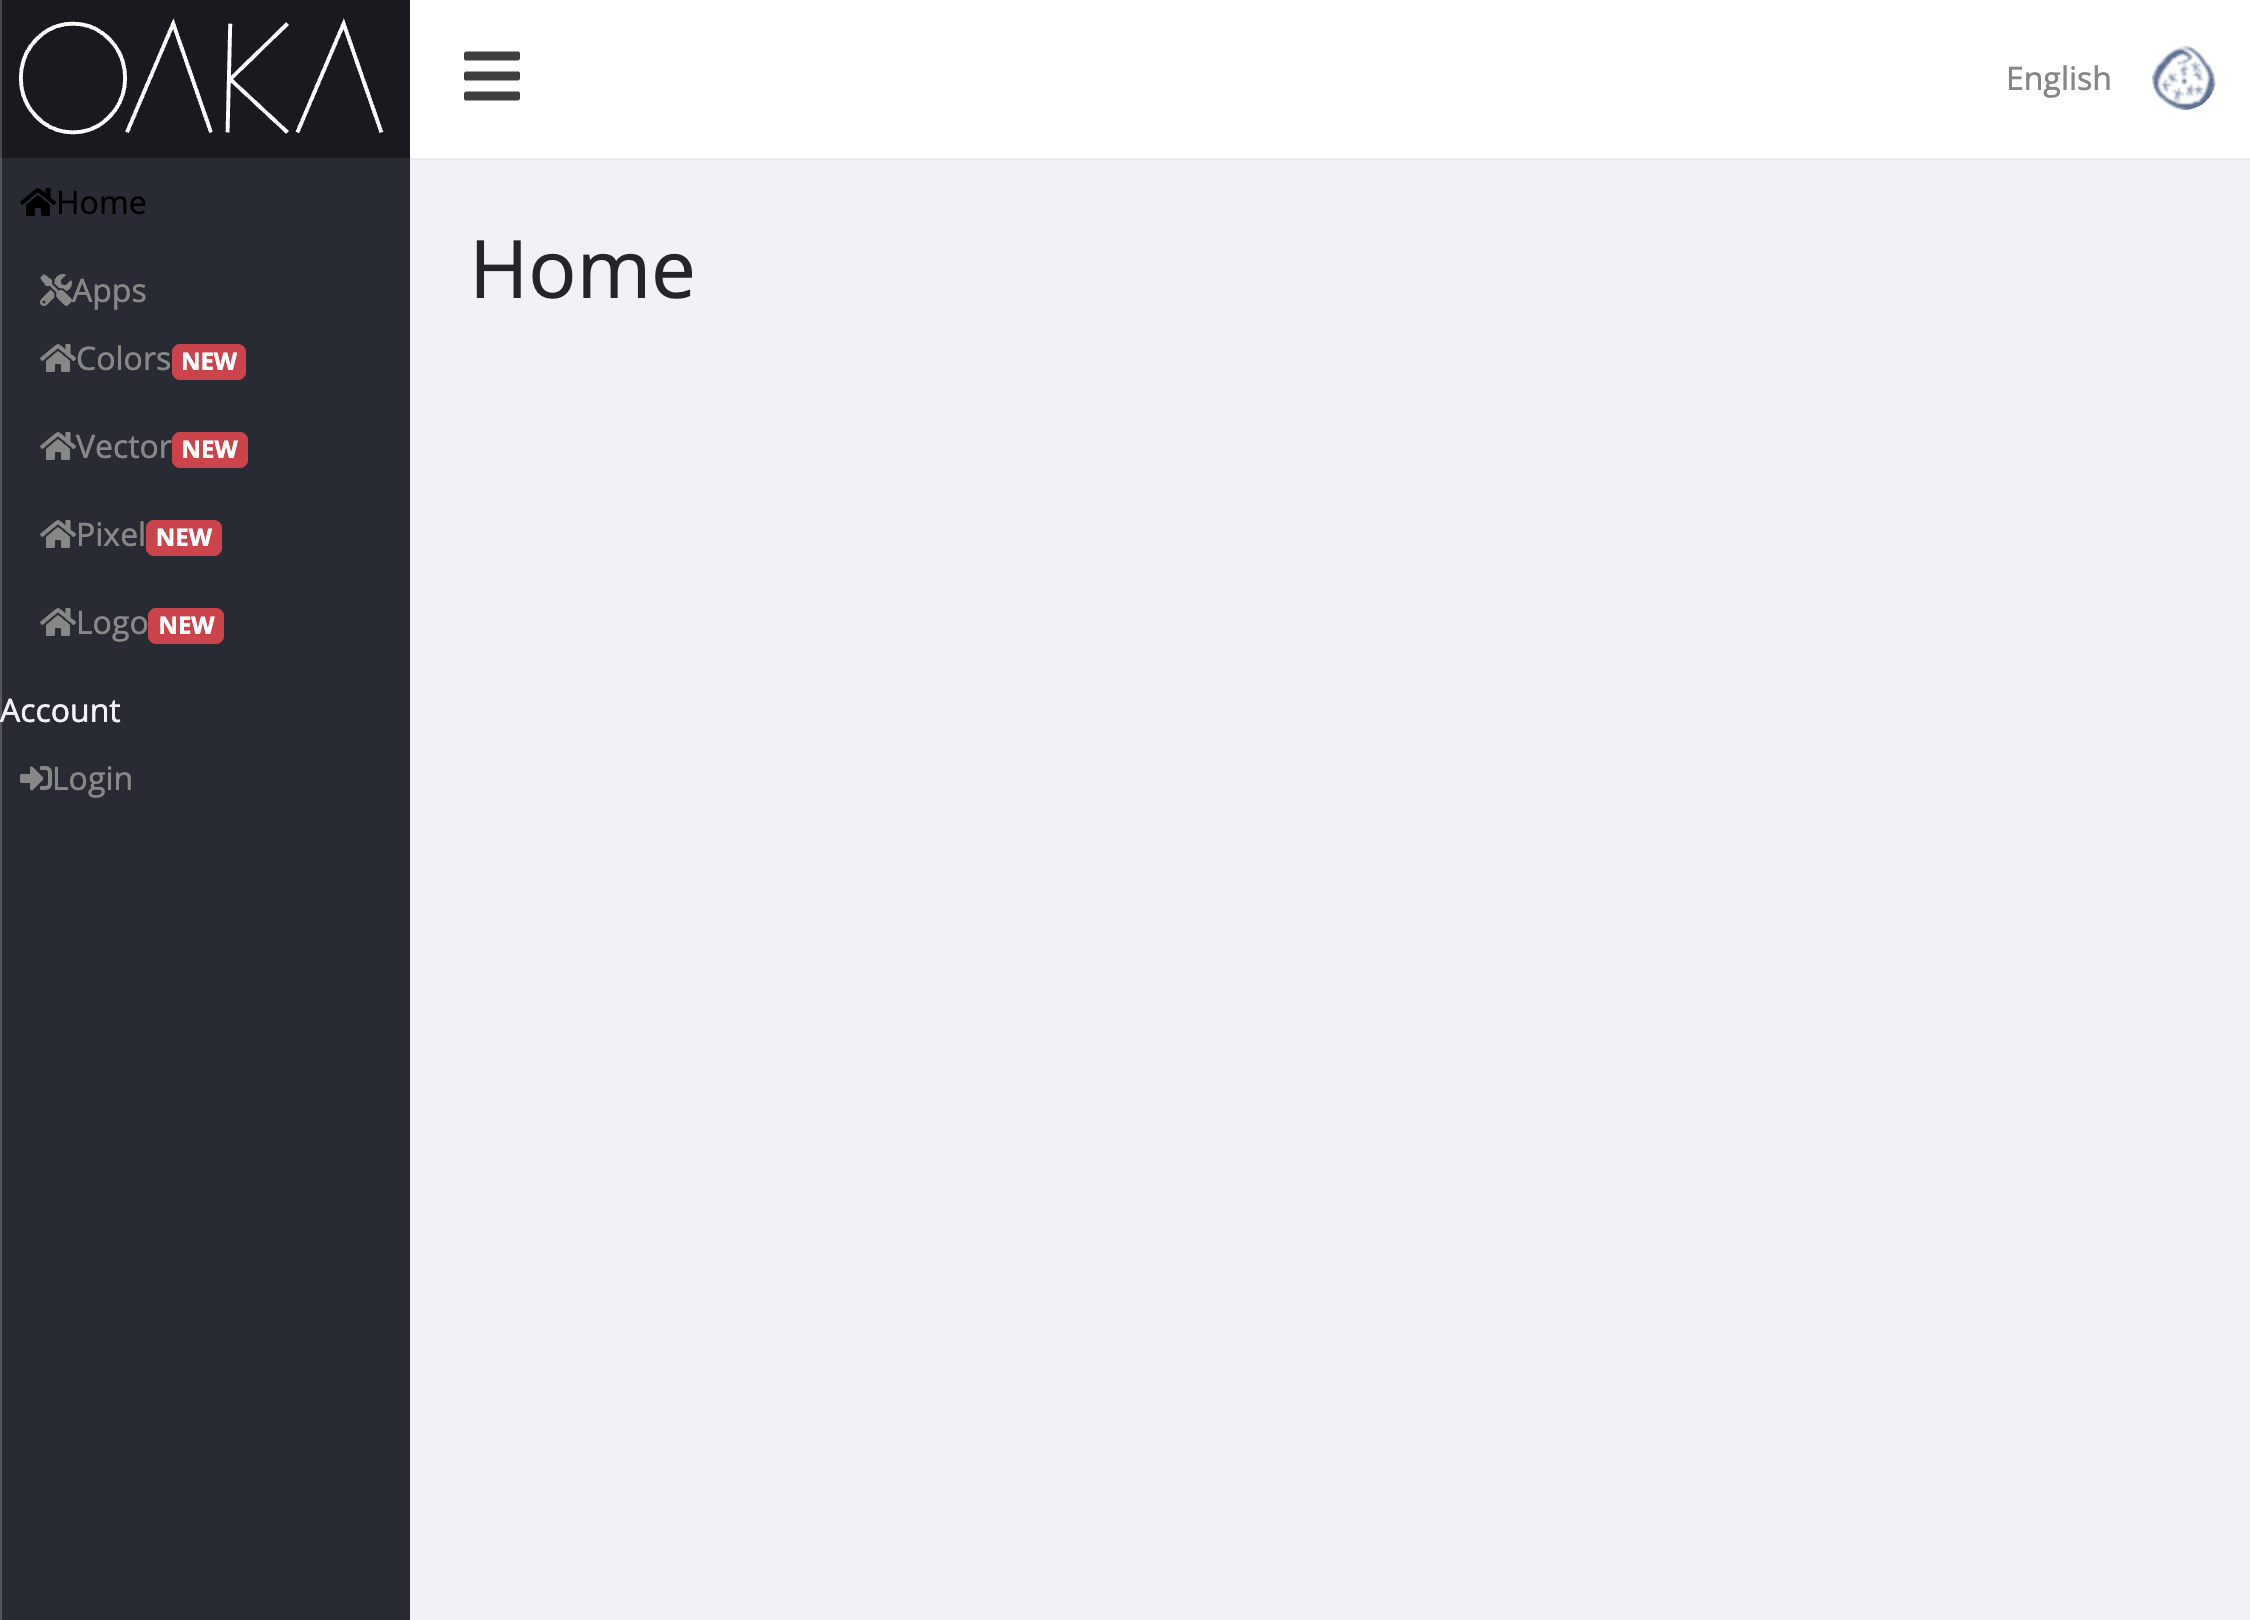 OAKA
English
Home
Home
Apps
Colors NEW
Vector NEW
Pixel NEW
Logo NEW
Account
Login